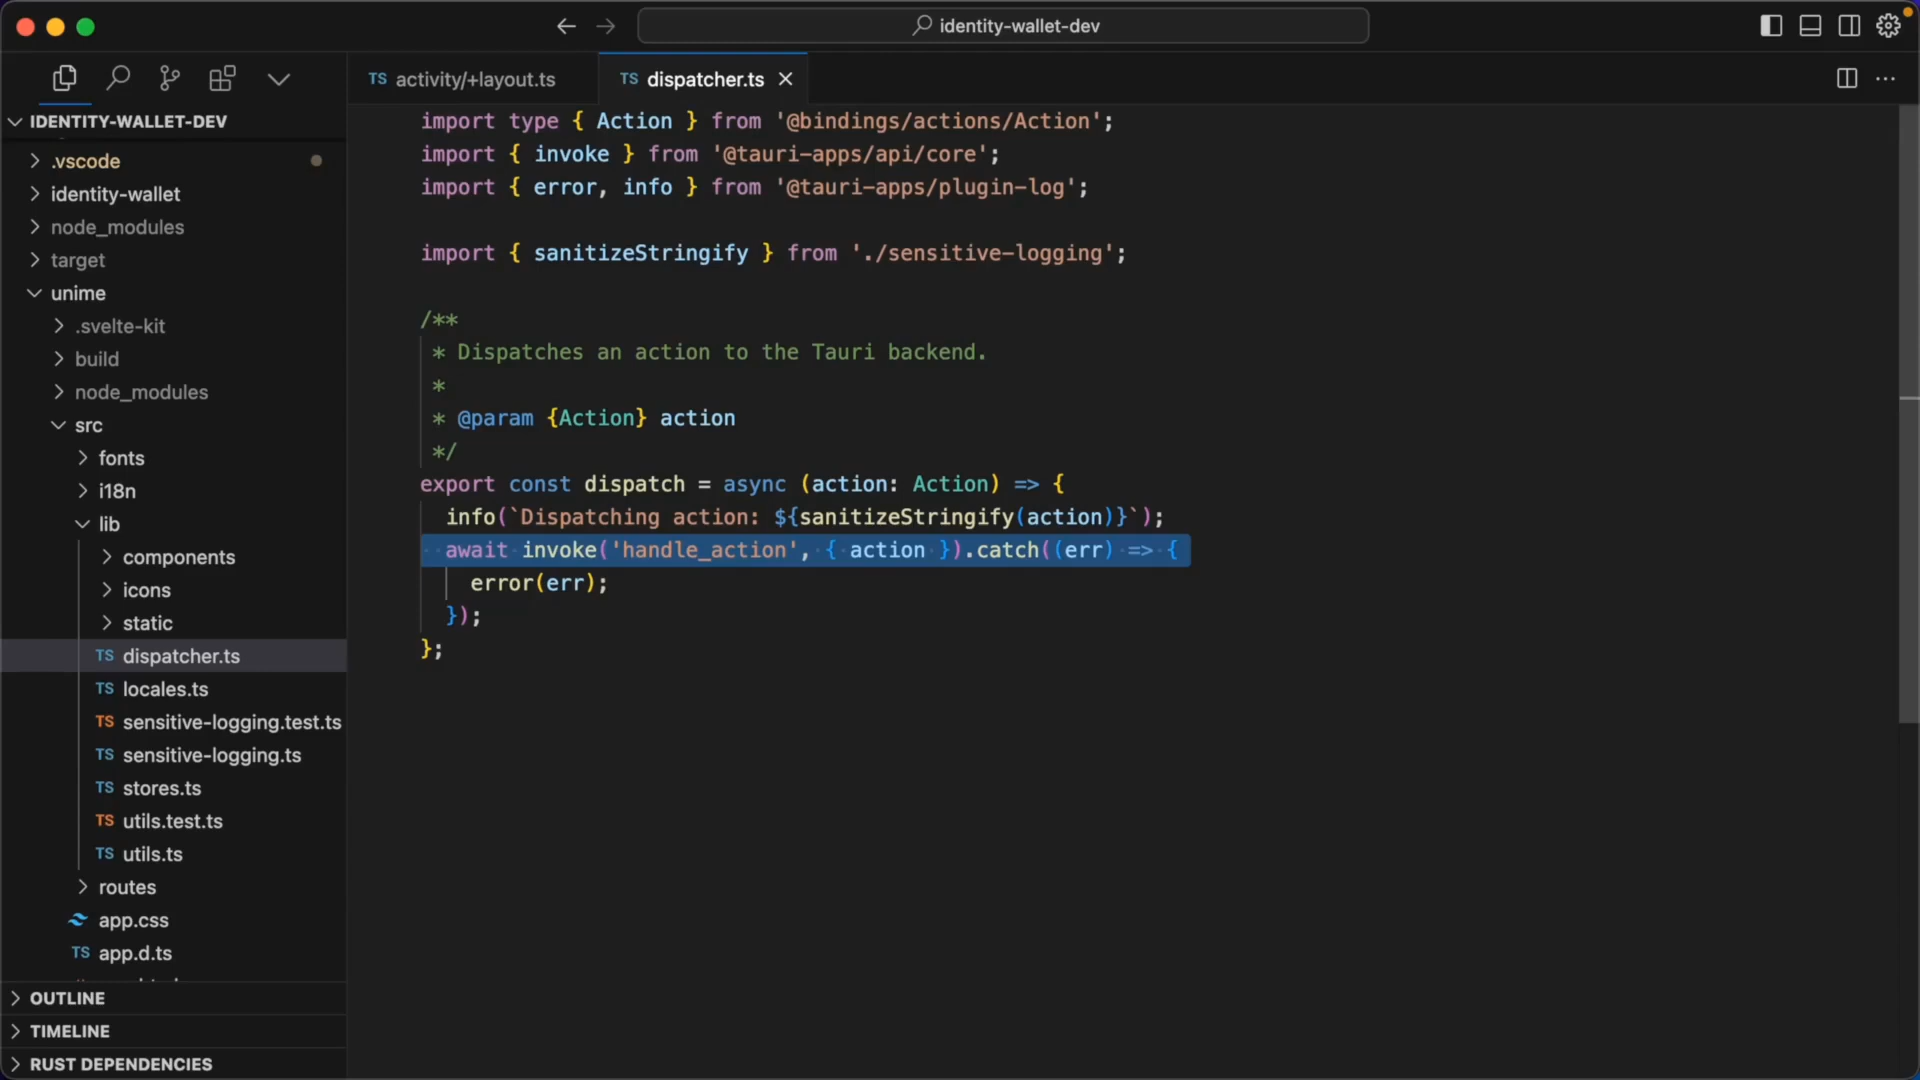 identity-wallet-dev
TS activity/+layout.ts
TS dispatcher.ts
IDENTITY-WALLET-DEV
.vscode
identity-wallet
node_modules
target
unime
.svelte-kit
build
node_modules
src
fonts
i18n
lib
components
icons
static
TS dispatcher.ts
TS locales.ts
TS sensitive-logging.test.ts
TS sensitive-logging.ts
TS stores.ts
TS utils.test.ts
TS utils.ts
routes
app.css
TS app.d.ts
OUTLINE
TIMELINE
RUST DEPENDENCIES
import type { Action } from '@bindings/actions/Action';
import { invoke } from '@tauri-apps/api/core';
import { error, info } from '@tauri-apps/plugin-log';
import { sanitizeStringify } from './sensitive-logging';
/**
* Dispatches an action to the Tauri backend.
*
* @param {Action} action
*/
export const dispatch = async (action: Action) => {
info(`Dispatching action: ${sanitizeStringify(action)}`);
await invoke('handle_action', { action }).catch((err) => {
error(err);
});
};